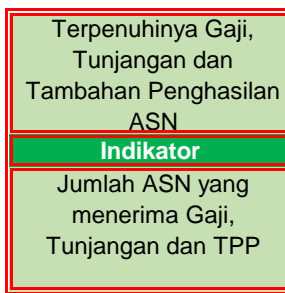 Terpenuhinya Gaji,
Tunjangan dan
Tambahan Penghasilan
ASN
Indikator
Jumlah ASN yang
menerima Gaji,
Tunjangan dan TPP